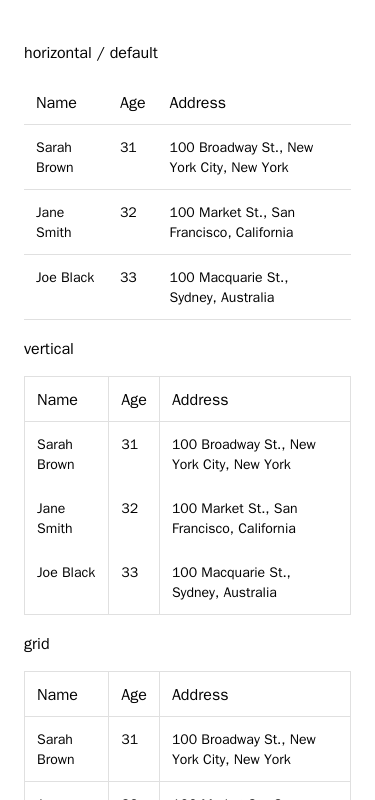 horizontal / default
Name Age Address
Sarah Brown 31 100 Broadway St., New York City, New York
Jane Smith 32 100 Market St., San Francisco, California
Joe Black 33 100 Macquarie St., Sydney, Australia
vertical
Name Age Address
Sarah Brown 31 100 Broadway St., New York City, New York
Jane Smith 32 100 Market St., San Francisco, California
Joe Black 33 100 Macquarie St., Sydney, Australia
grid
Name Age Address
Sarah Brown 31 100 Broadway St., New York City, New York